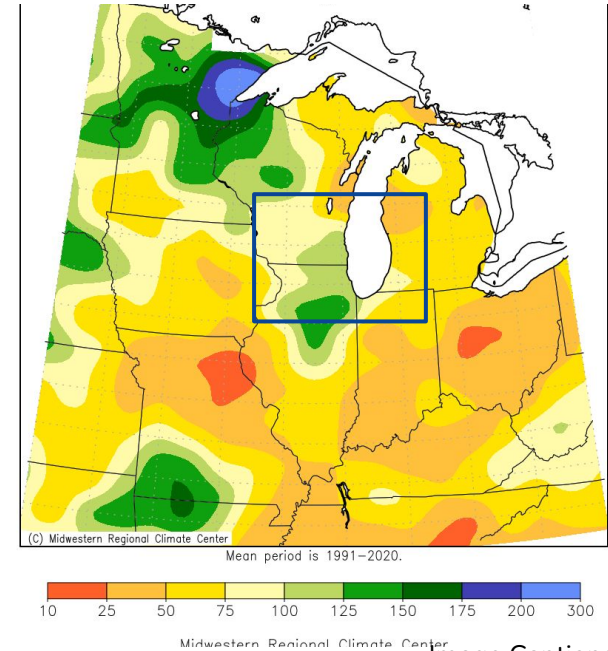 (C) Midwestern Regional Climate Center
Mean period is 1991-2020.
10 25 50 75 100 125 150 175 200 300
Midwestern Regional Climate Center